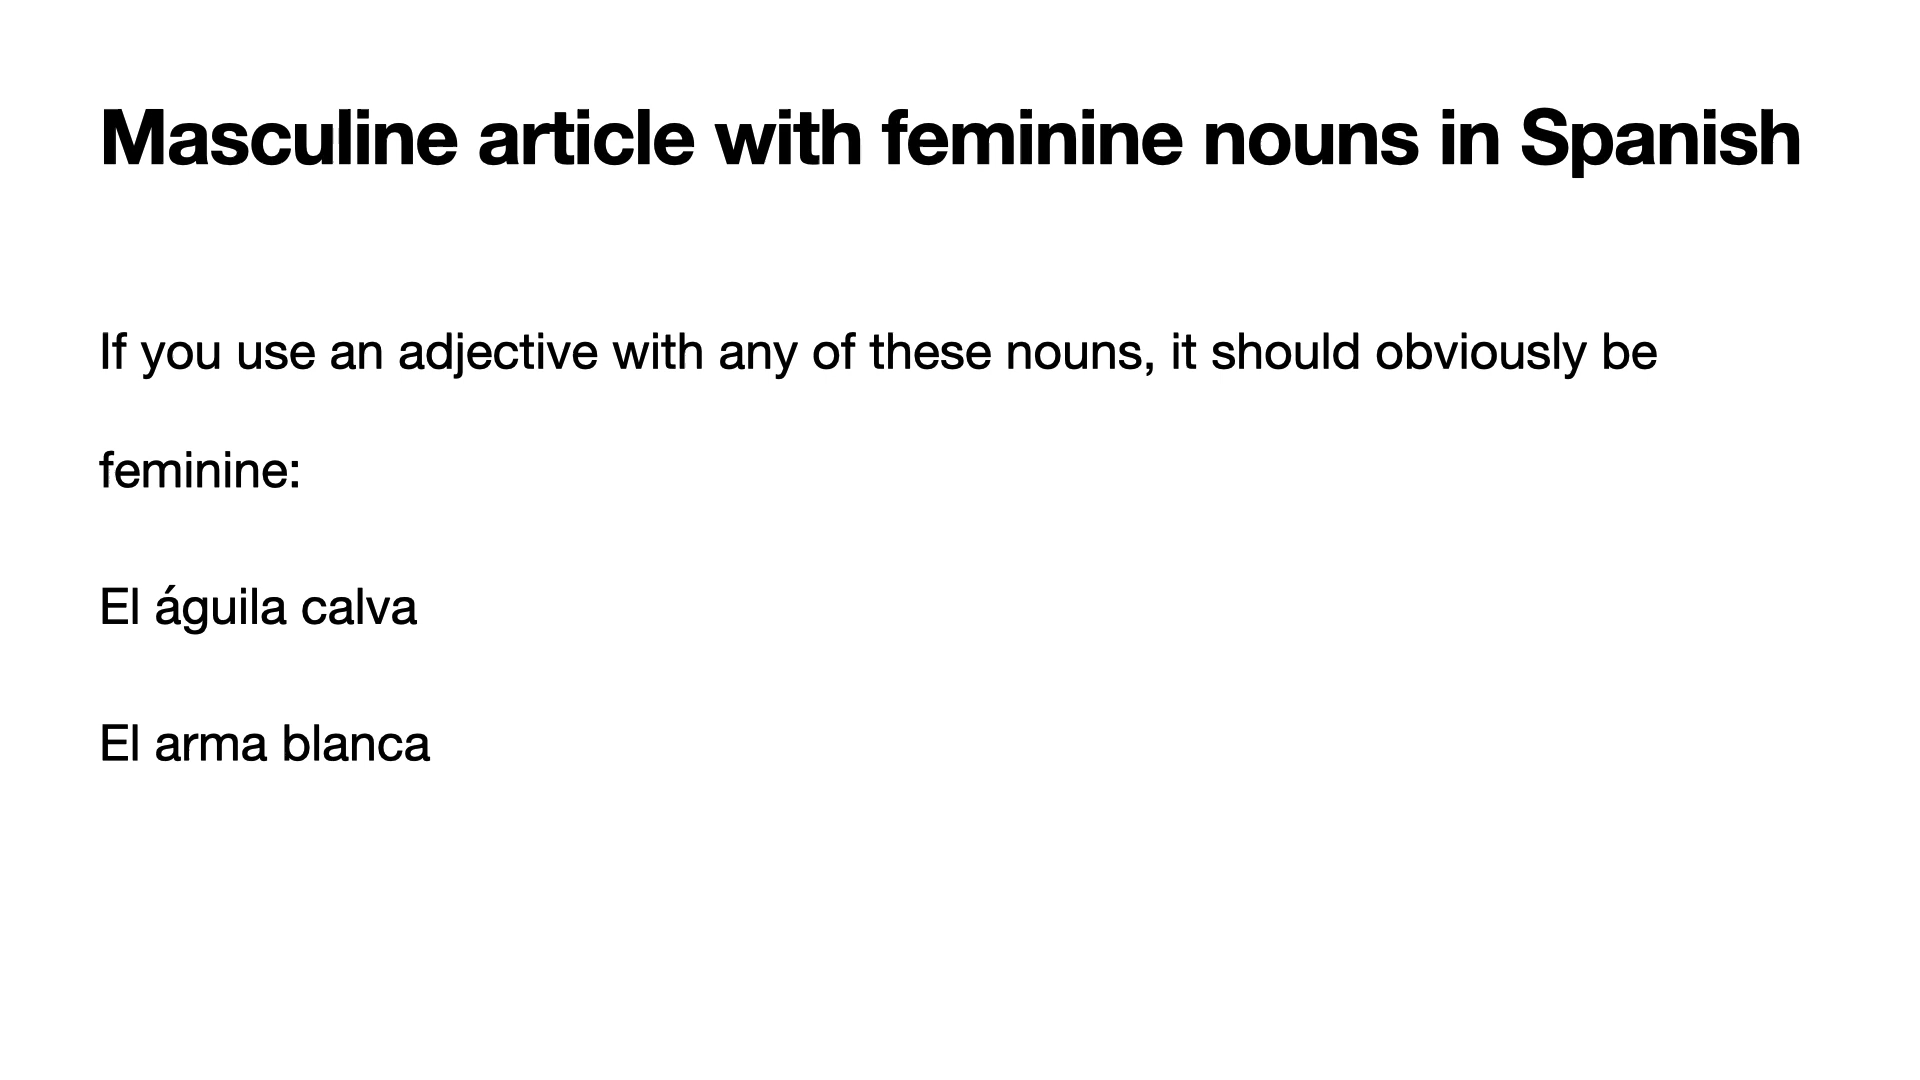 Masculine article with feminine nouns in Spanish
If you use an adjective with any of these nouns, it should obviously be
feminine:
El águila calva
El arma blanca